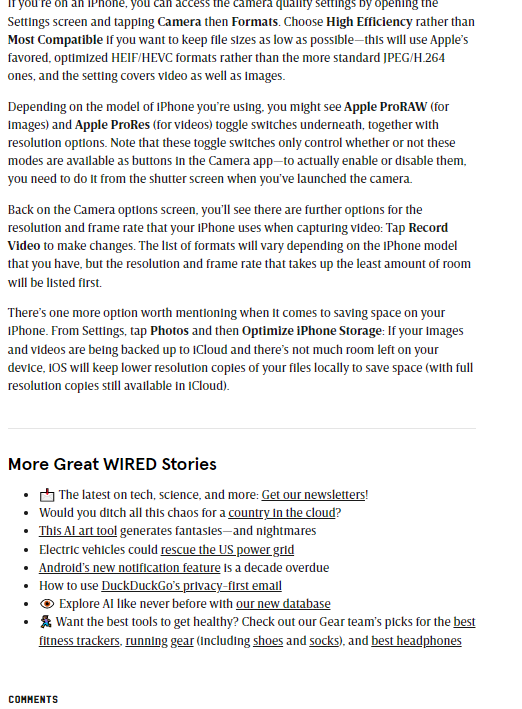 If you're on an iPhone, you can access the camera quality settings by opening the
Settings screen and tapping Camera then Formats. Choose High Efficiency rather than
Most Compatible if you want to keep file sizes as low as possible—this will use Apple's
favored, optimized HEIF/HEVC formats rather than the more standard JPEG/H.264
ones, and the setting covers video as well as images.
Depending on the model of iPhone you're using, you might see Apple ProRAW (for
images) and Apple ProRes (for videos) toggle switches underneath, together with
resolution options. Note that these toggle switches only control whether or not these
modes are available as buttons in the Camera app—to actually enable or disable them,
you need to do it from the shutter screen when you've launched the camera.
Back on the Camera options screen, you'll see there are further options for the
resolution and frame rate that your iPhone uses when capturing video: Tap Record
Video to make changes. The list of formats will vary depending on the iPhone model
that you have, but the resolution and frame rate that takes up the least amount of room
will be listed first.
There's one more option worth mentioning when it comes to saving space on your
iPhone. From Settings, tap Photos and then Optimize iPhone Storage: If your images
and videos are being backed up to iCloud and there's not much room left on your
device, iOS will keep lower resolution copies of your files locally to save space (with full
resolution copies still available in iCloud).
More Great WIRED Stories
The latest on tech, science, and more: Get our newsletters!
Would you ditch all this chaos for a country in the cloud?
This AI art tool generates fantasies—and nightmares
Electric vehicles could rescue the US power grid
Android's new notification feature is a decade overdue
How to use DuckDuckGo's privacy-first email
Explore AI like never before with our new database
Want the best tools to get healthy? Check out our Gear team's picks for the best
fitness trackers, running gear (including shoes and socks), and best headphones
COMMENTS